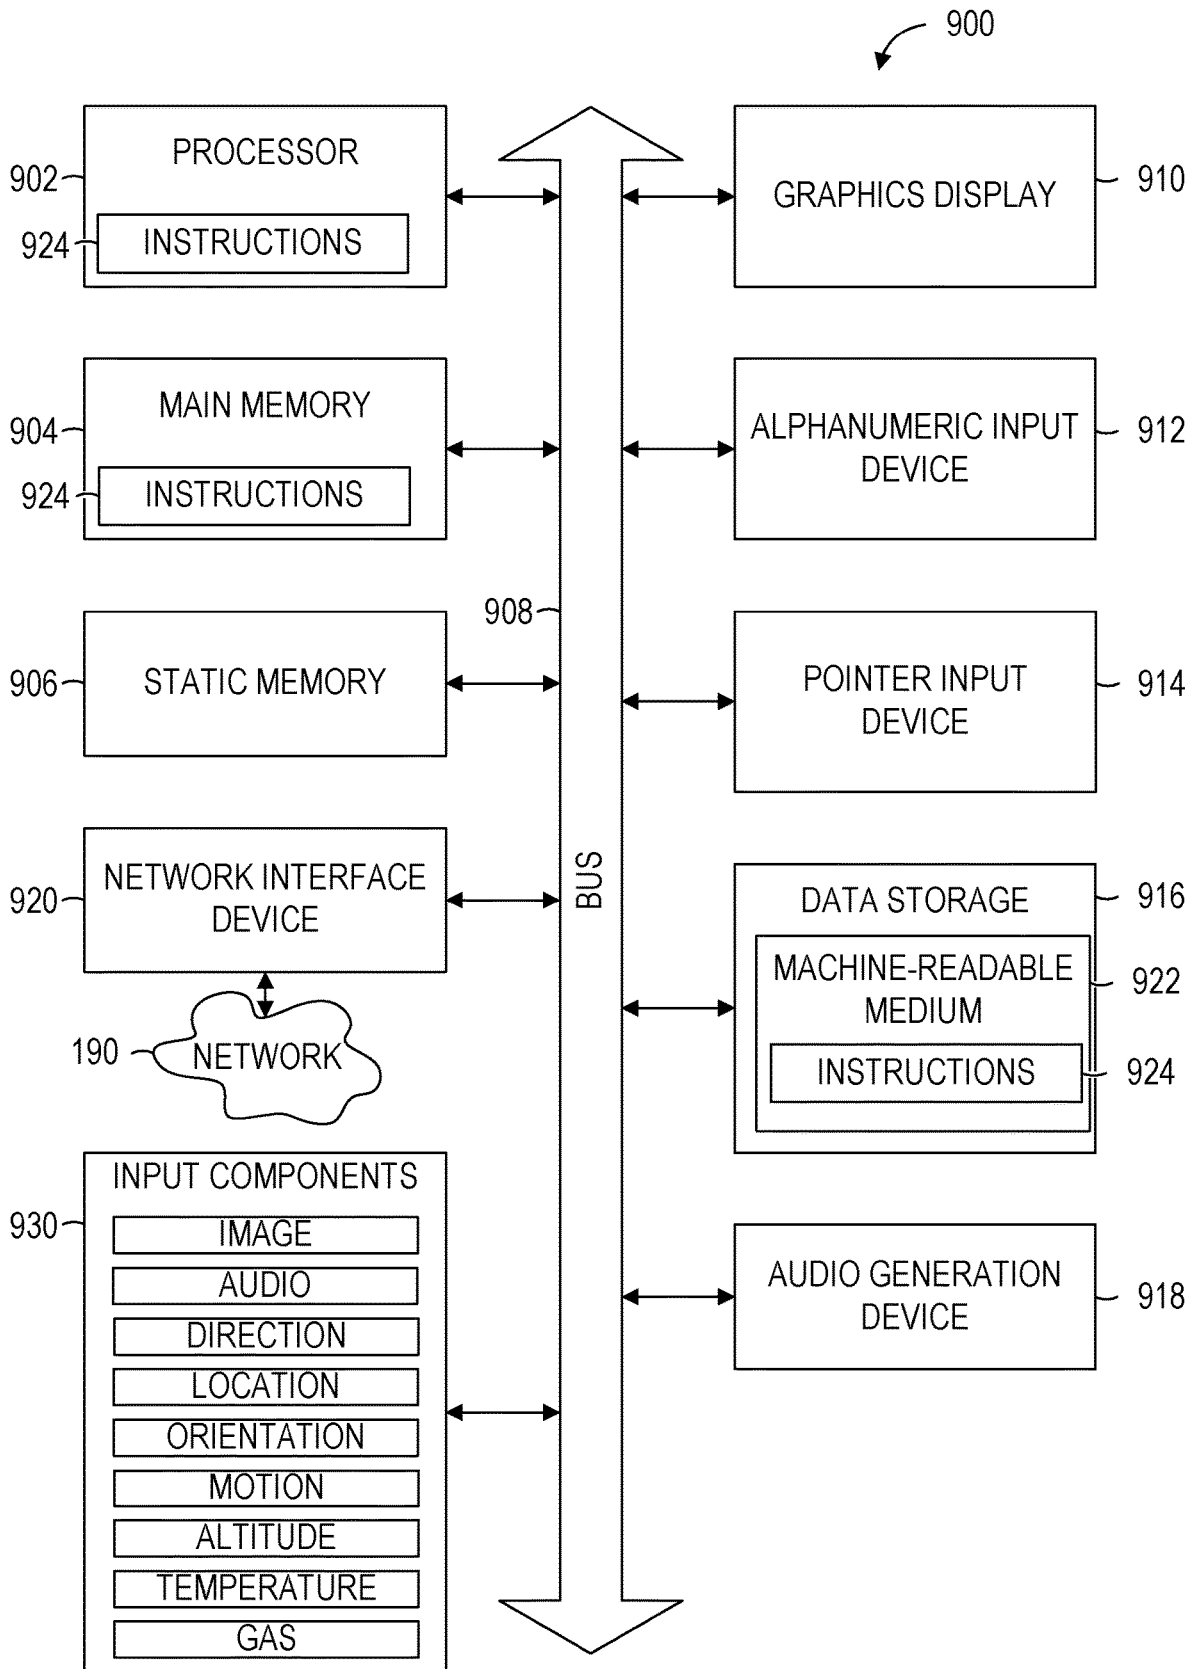 900
PROCESSOR
902
924
INSTRUCTIONS
MAIN MEMORY
904
924
INSTRUCTIONS
908
906
STATIC MEMORY
920
NETWORK INTERFACE
DEVICE
190
NETWORK
INPUT COMPONENTS
930
IMAGE
AUDIO
DIRECTION
LOCATION
ORIENTATION
MOTION
ALTITUDE
TEMPERATURE
GAS
BUS
GRAPHICS DISPLAY
910
ALPHANUMERIC INPUT
DEVICE
912
POINTER INPUT
DEVICE
914
DATA STORAGE
916
MACHINE-READABLE
MEDIUM
922
INSTRUCTIONS
924
AUDIO GENERATION
DEVICE
918